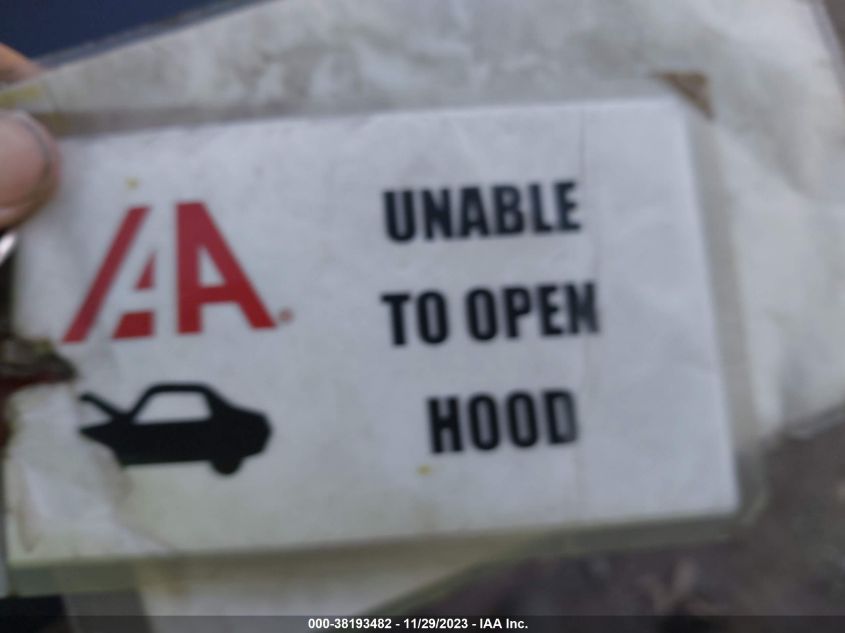 IAA®
UNABLE
TO OPEN
HOOD
000-38193482 - 11/29/2023 - IAA Inc.